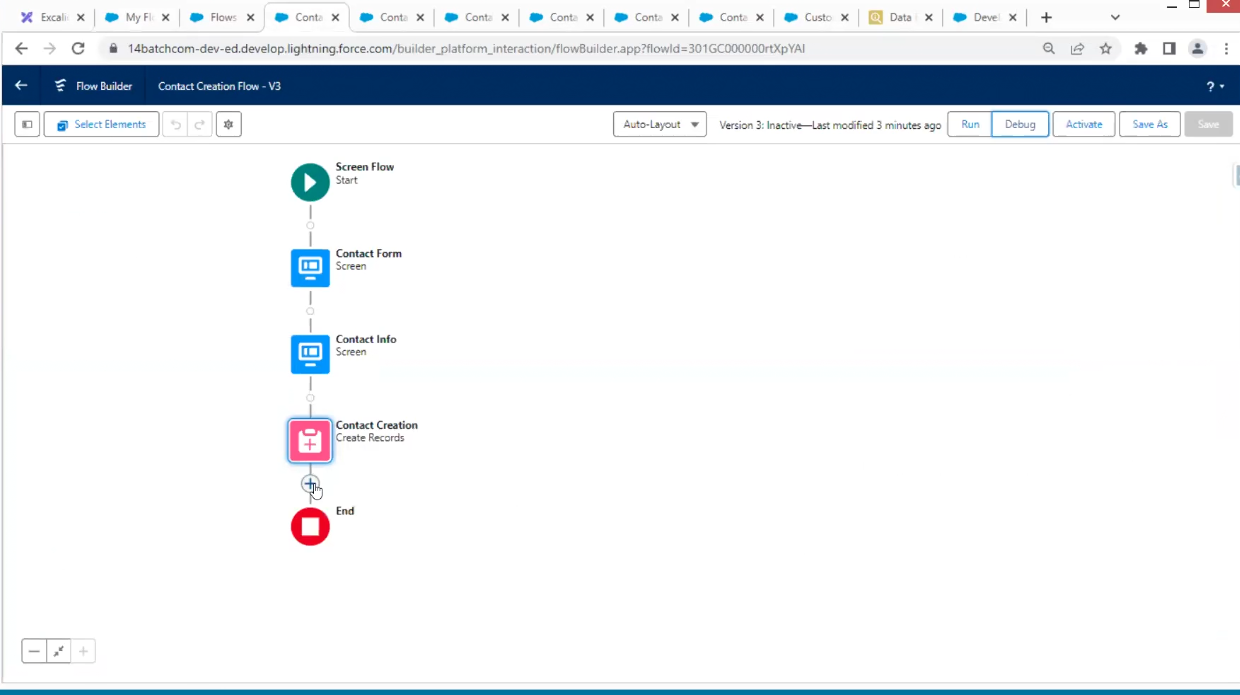 Excali
My Fl
Flows
Conta
Conta
Conta
Conta
Conta
Conta
Custo
Data
Devel
14batchcom-dev-ed.develop.lightning.force.com/builder_platform_interaction/flowBuilder.app?flowId=301GC000000rtXpYAI
Flow Builder
Contact Creation Flow - V3
?
Select Elements
Auto-Layout
Version 3: Inactive—Last modified 3 minutes ago
Run
Debug
Activate
Save As
Save
Screen Flow
Start
Contact Form
Screen
Contact Info
Screen
Contact Creation
Create Records
End